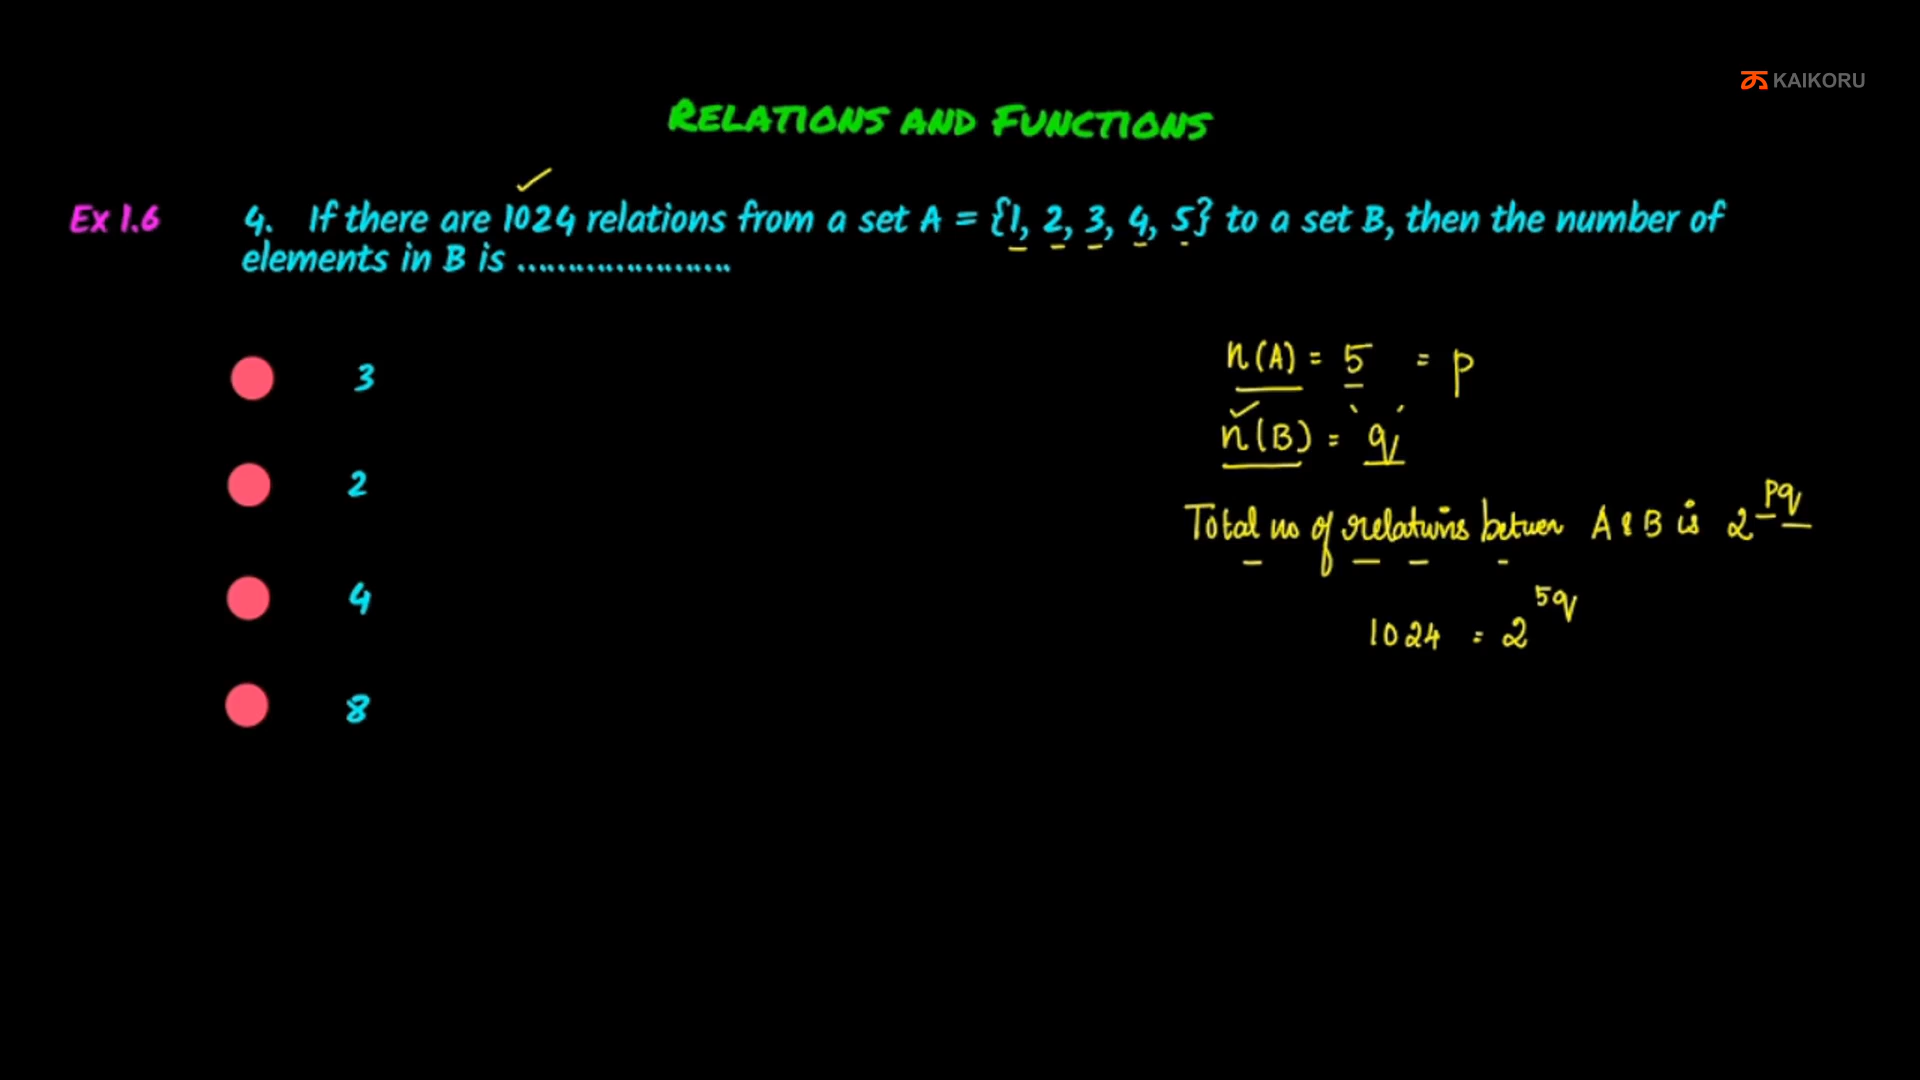 KAIKORU
RELATIONS AND FUNCTIONS
Ex 1.6
4. If there are 1024 relations from a set A = {1, 2, 3, 4, 5} to a set B, then the number of
elements in B is ......................
3
2
4
8
n(A) = 5 = p
n(B) = 'q'
Total no of relations between A & B is 2^pq
1024 = 2^5q